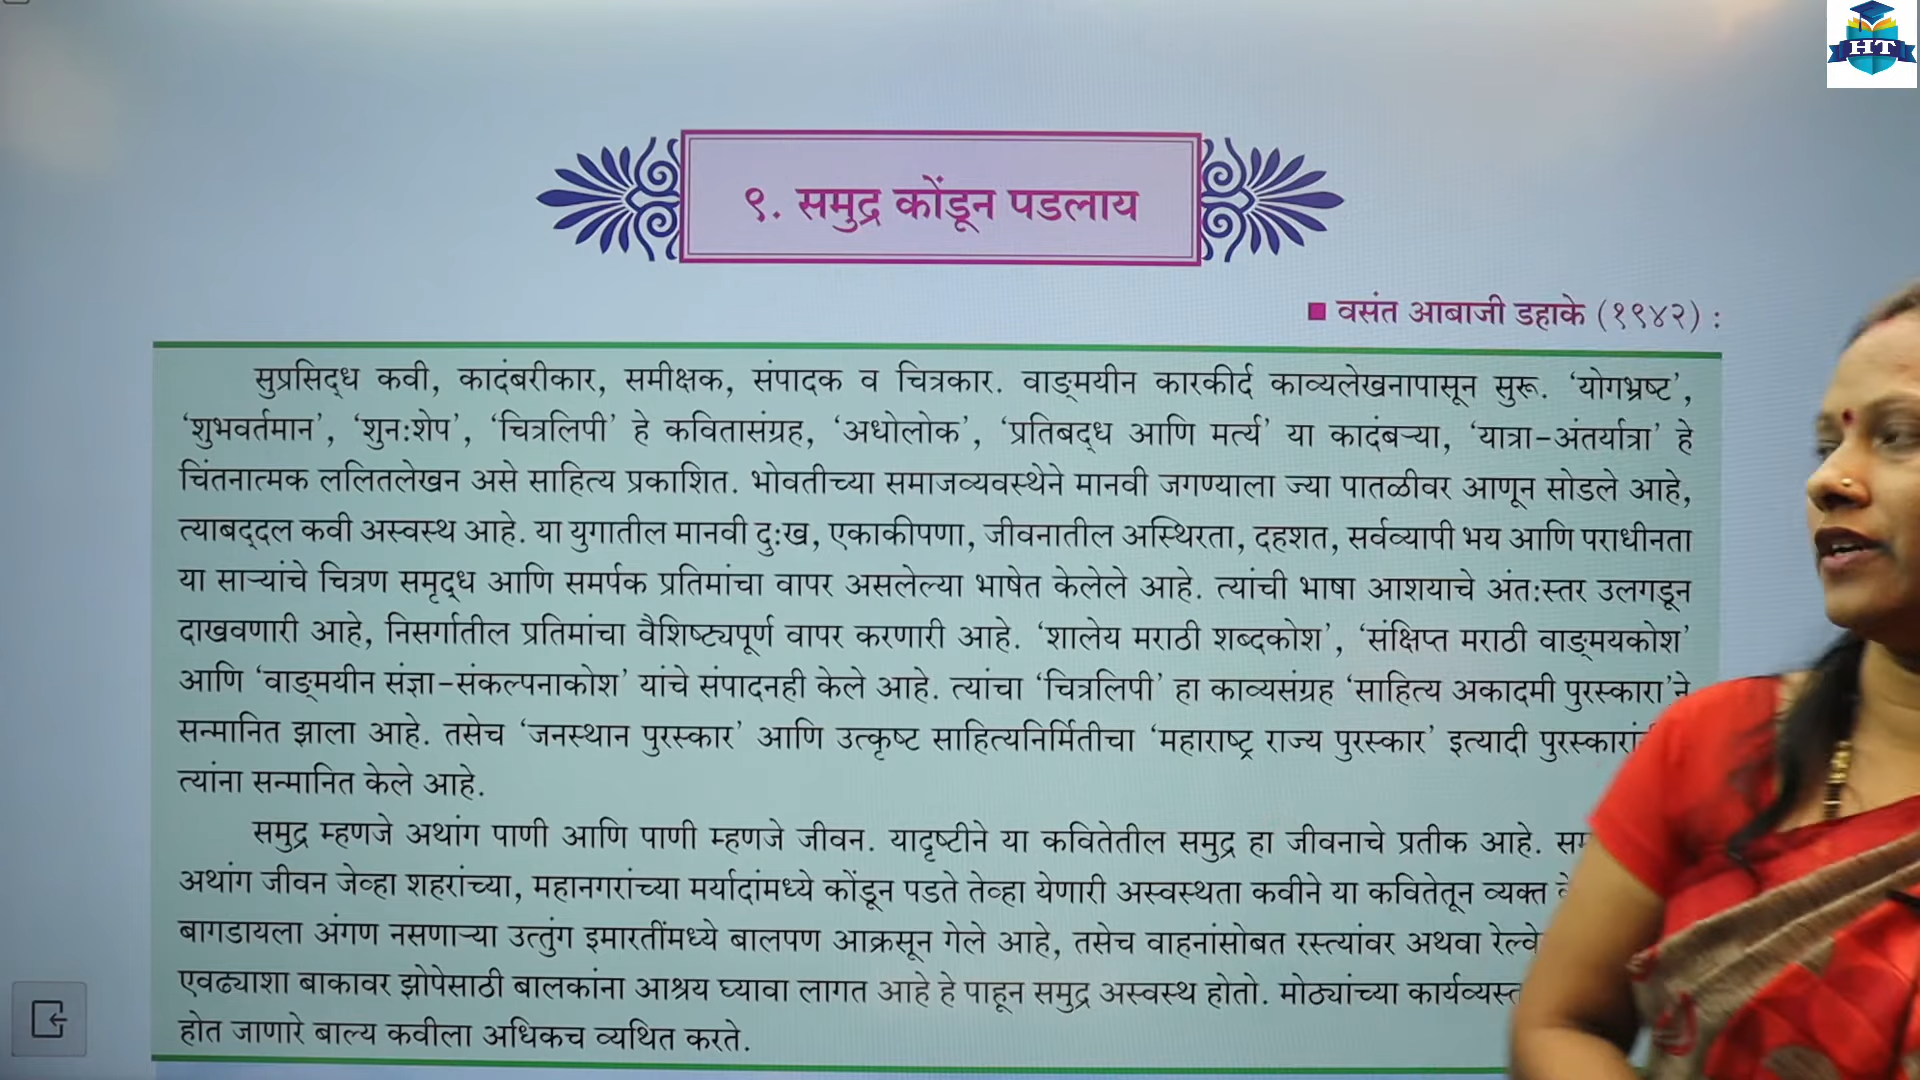 HT
९. समुद्र कोंडून पडलाय
वसंत आबाजी डहाके (१९४२) :
सुप्रसिद्ध कवी, कादंबरीकार, समीक्षक, संपादक व चित्रकार. वाङ्मयीन कारकीर्द काव्यलेखनापासून सुरू. ‘योगभ्रष्ट’,
‘शुभवर्तमान’, ‘शुनःशेप’, ‘चित्रलिपी’ हे कवितासंग्रह, ‘अधोलोक’, ‘प्रतिबद्ध आणि मर्त्य’ या कादंबऱ्या, ‘यात्रा-अंतर्यात्रा’ हे
चिंतनात्मक ललितलेखन असे साहित्य प्रकाशित. भोवतीच्या समाजव्यवस्थेने मानवी जगण्याला ज्या पातळीवर आणून सोडले आहे,
त्याबद्दल कवी अस्वस्थ आहे. या युगातील मानवी दुःख, एकाकीपणा, जीवनातील अस्थिरता, दहशत, सर्वव्यापी भय आणि पराधीनता
या साऱ्यांचे चित्रण समृद्ध आणि समर्पक प्रतिमांचा वापर असलेल्या भाषेत केलेले आहे. त्यांची भाषा आशयाचे अंतःस्तर उलगडून
दाखवणारी आहे, निसर्गातील प्रतिमांचा वैशिष्ट्यपूर्ण वापर करणारी आहे. ‘शालेय मराठी शब्दकोश’, ‘संक्षिप्त मराठी वाङ्मयकोश’
आणि ‘वाङ्मयीन संज्ञा-संकल्पनाकोश’ यांचे संपादनही केले आहे. त्यांचा ‘चित्रलिपी’ हा काव्यसंग्रह ‘साहित्य अकादमी पुरस्कारा’ने
सन्मानित झाला आहे. तसेच ‘जनस्थान पुरस्कार’ आणि उत्कृष्ट साहित्यनिर्मितीचा ‘महाराष्ट्र राज्य पुरस्कार’ इत्यादी
त्यांना सन्मानित केले आहे.
समुद्र म्हणजे अथांग पाणी आणि पाणी म्हणजे जीवन. यादृष्टीने या कवितेतील समुद्र हा जीवनाचे प्रतीक आहे.
अथांग जीवन जेव्हा शहरांच्या, महानगरांच्या मर्यादांमध्ये कोंडून पडते तेव्हा येणारी अस्वस्थता कवीने या कवितेतून व्यक्त
बागडायला अंगण नसणाऱ्या उत्तुंग इमारतींमध्ये बालपण आक्रसून गेले आहे, तसेच वाहनांसोबत रस्त्यांवर अथवा
एवढ्याशा बाकावर झोपेसाठी बालकांना आश्रय घ्यावा लागत आहे हे पाहून समुद्र अस्वस्थ होतो. मोठ्यांच्या
होत जाणारे बाल्य कवीला अधिकच व्यथित करते.